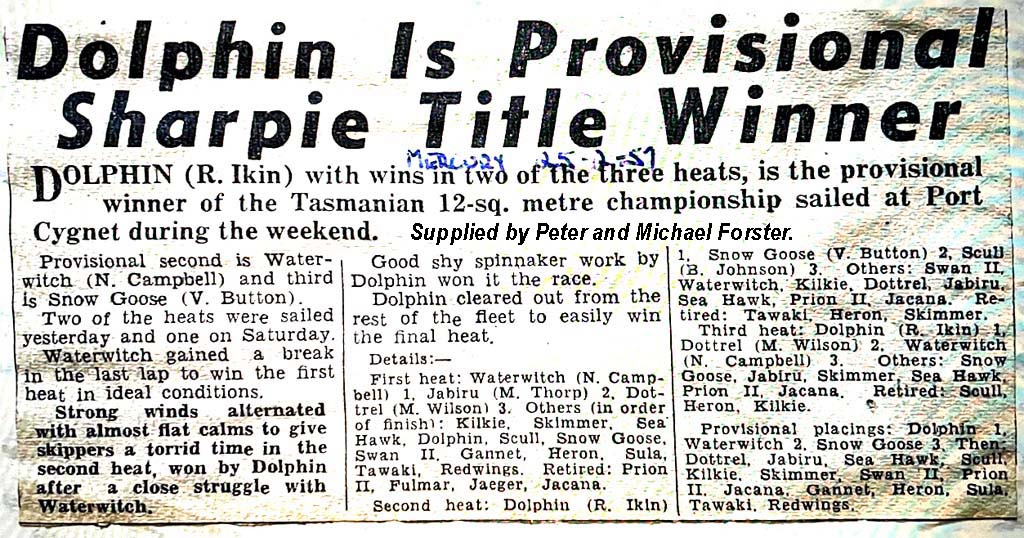 Dolphin Is Provisional
Sharpie Title Winner
Mercury 25-2-57
DOLPHIN (R. Ikin) with wins in two of the three heats, is the provisional
winner of the Tasmanian 12-sq. metre championship sailed at Port
Cygnet during the weekend.
Supplied by Peter and Michael Forster.
Provisional second is Water-
witch (N. Campbell) and third
is Snow Goose (V. Button).
Two of the heats were sailed
yesterday and one on Saturday.
Waterwitch gained a break
in the last lap to win the first
heat in ideal conditions.
Strong winds alternated
with almost flat calms to give
skippers a torrid time in the
second heat, won by Dolphin
after a close struggle with
Waterwitch.
Good shy spinnaker work by
Dolphin won it the race.
Dolphin cleared out from the
rest of the fleet to easily win
the final heat.
Details:—
First heat: Waterwitch (N. Camp-
bell) 1, Jabiru (M. Thorp) 2, Dot-
trel (M. Wilson) 3. Others (in order
of finish): Kilkie, Skimmer, Sea
Hawk, Dolphin, Scull, Snow Goose,
Swan II, Gannet, Heron, Sula,
Tawaki, Redwings. Retired: Prion
II, Fulmar, Jaeger, Jacana.
Second heat: Dolphin (R. Ikin)
1, Snow Goose (V. Button) 2, Scull
(B. Johnson) 3. Others: Swan II,
Waterwitch, Kilkie, Dottrel, Jabiru,
Sea Hawk, Prion II, Jacana. Re-
tired: Tawaki, Heron, Skimmer.
Third heat: Dolphin (R. Ikin) 1,
Dottrel (M. Wilson) 2, Waterwitch
(N. Campbell) 3. Others: Snow
Goose, Jabiru, Skimmer, Sea Hawk,
Prion II, Jacana. Retired: Scull,
Heron, Kilkie.
Provisional placings: Dolphin 1,
Waterwitch 2, Snow Goose 3. Then:
Dottrel, Jabiru, Sea Hawk, Scull,
Kilkie, Skimmer, Swan II, Prion
II, Jacana, Gannet, Heron, Sula,
Tawaki, Redwings.